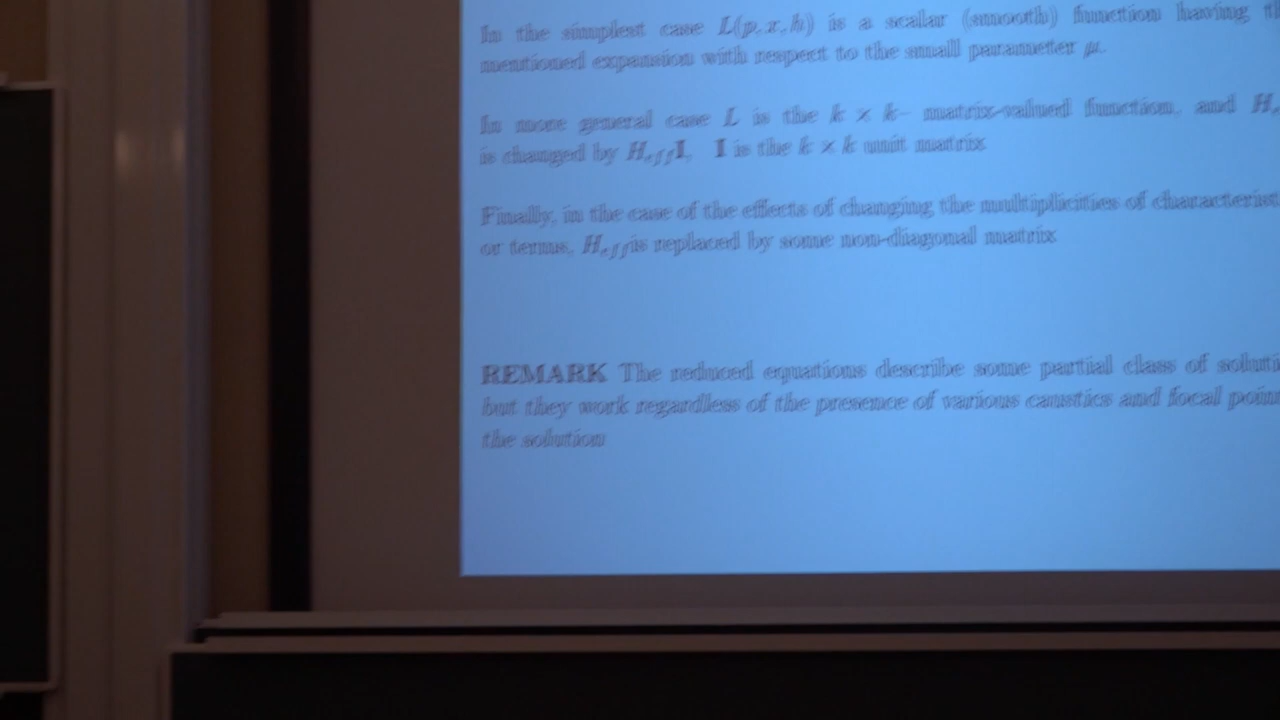 In the simplest case L(p, x, h) is a scalar (smooth) function having
mentioned expansion with respect to the small parameter μ.
In more general case L is the k × k− matrix-valued function, and H
is changed by H_eff I, I is the k × k unit matrix
Finally, in the case of the effects of changing the multiplicities of characterist
or terms, H_eff is replaced by some non-diagonal matrix
REMARK The reduced equations describe some partial class of soluti
but they work regardless of the presence of various caustics and focal poin
the solution